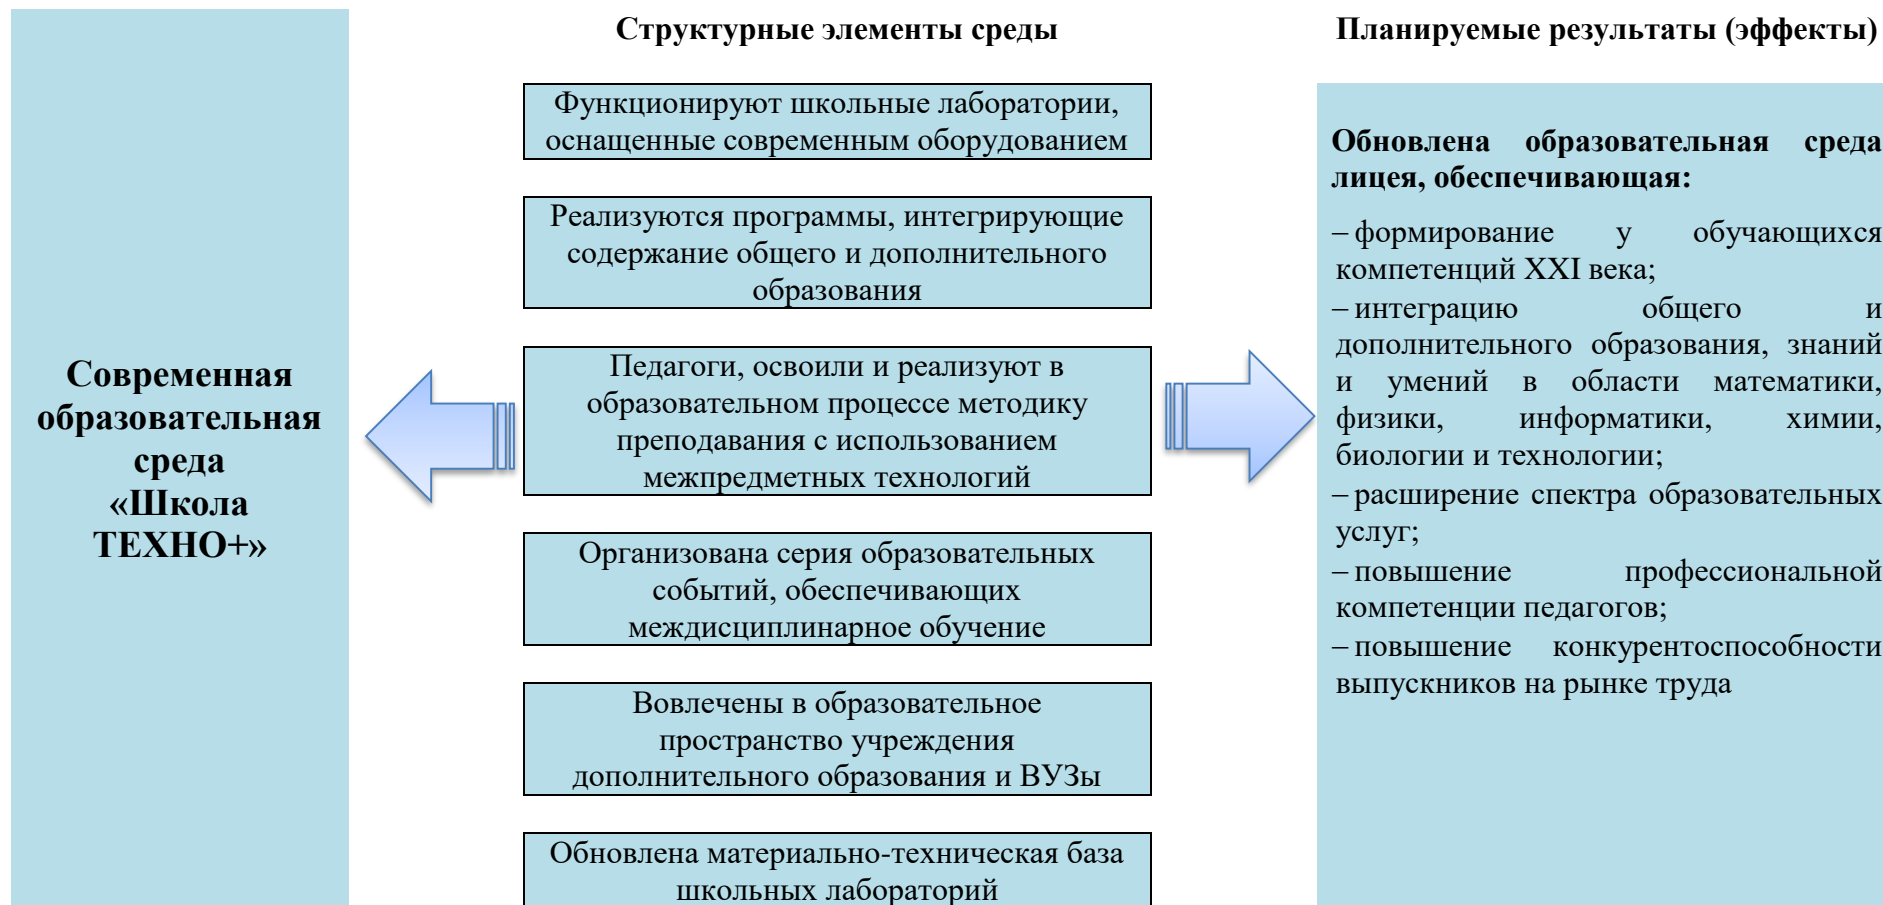 Современная
образовательная
среда
«Школа
ТЕХНО+»
Структурные элементы среды
Функционируют школьные лаборатории,
оснащенные современным оборудованием
Реализуются программы, интегрирующие
содержание общего и дополнительного
образования
Педагоги, освоили и реализуют в
образовательном процессе методику
преподавания с использованием
межпредметных технологий
Организована серия образовательных
событий, обеспечивающих
междисциплинарное обучение
Вовлечены в образовательное
пространство учреждения
дополнительного образования и ВУЗы
Обновлена материально-техническая база
школьных лабораторий
Планируемые результаты (эффекты)
Обновлена образовательная среда
лицея, обеспечивающая:
– формирование у обучающихся
компетенций XXI века;
– интеграцию общего и
дополнительного образования, знаний
и умений в области математики,
физики, информатики, химии,
биологии и технологии;
– расширение спектра образовательных
услуг;
– повышение профессиональной
компетенции педагогов;
– повышение конкурентоспособности
выпускников на рынке труда